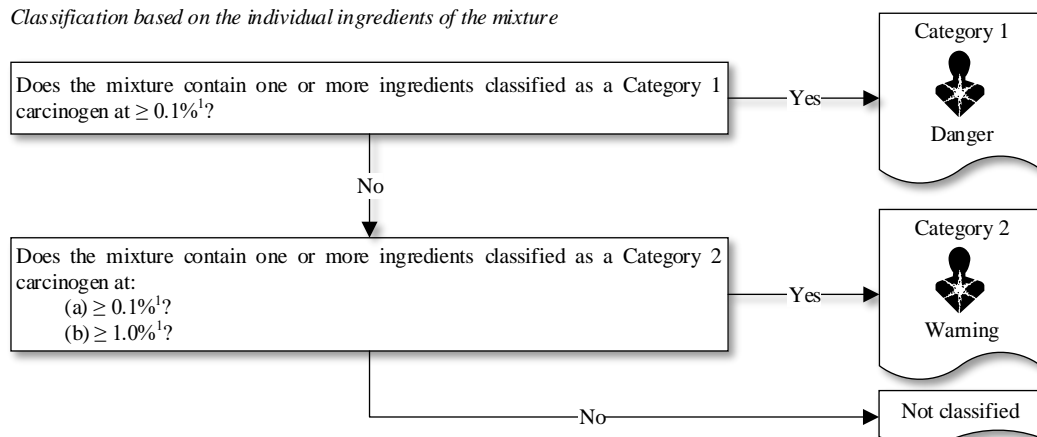 Classification based on the individual ingredients of the mixture
Does the mixture contain one or more ingredients classified as a Category 1
carcinogen at ≥ 0.1%¹?
Yes
Category 1
Danger
No
Does the mixture contain one or more ingredients classified as a Category 2
carcinogen at:
(a) ≥ 0.1%¹?
(b) ≥ 1.0%¹?
Yes
Category 2
Warning
No
Not classified